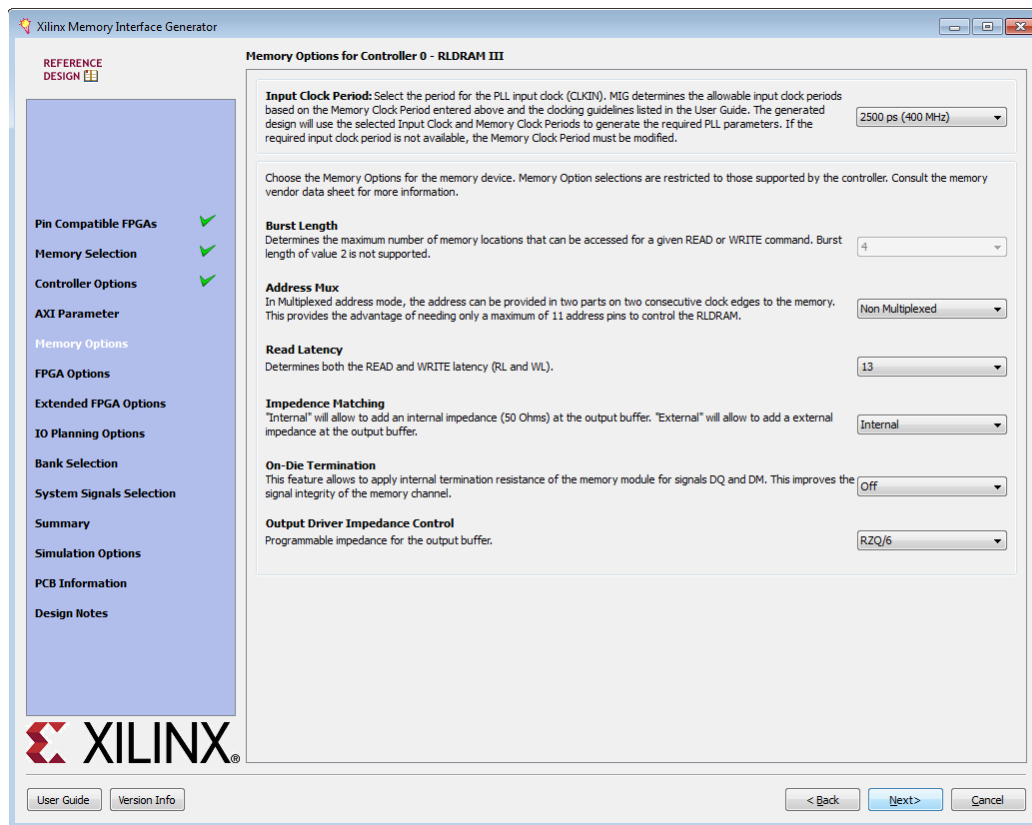 Xilinx Memory Interface Generator
REFERENCE
DESIGN
Pin Compatible FPGAs
Memory Selection
Controller Options
AXI Parameter
Memory Options
FPGA Options
Extended FPGA Options
IO Planning Options
Bank Selection
System Signals Selection
Summary
Simulation Options
PCB Information
Design Notes
XILINX®
Memory Options for Controller 0 - RLDRAM III
Input Clock Period: Select the period for the PLL input clock (CLKIN). MIG determines the allowable input clock periods
based on the Memory Clock Period entered above and the clocking guidelines listed in the User Guide. The generated
design will use the selected Input Clock and Memory Clock Periods to generate the required PLL parameters. If the
required input clock period is not available, the Memory Clock Period must be modified.
2500 ps (400 MHz)
Choose the Memory Options for the memory device. Memory Option selections are restricted to those supported by the controller. Consult the memory
vendor data sheet for more information.
Burst Length
Determines the maximum number of memory locations that can be accessed for a given READ or WRITE command. Burst
length of value 2 is not supported.
4
Address Mux
In Multiplexed address mode, the address can be provided in two parts on two consecutive clock edges to the memory.
This provides the advantage of needing only a maximum of 11 address pins to control the RLDRAM.
Non Multiplexed
Read Latency
Determines both the READ and WRITE latency (RL and WL).
13
Impedence Matching
"Internal" will allow to add an internal impedance (50 Ohms) at the output buffer. "External" will allow to add a external
impedance at the output buffer.
Internal
On-Die Termination
This feature allows to apply internal termination resistance of the memory module for signals DQ and DM. This improves the
signal integrity of the memory channel.
Off
Output Driver Impedance Control
Programmable impedance for the output buffer.
RZQ/6
User Guide
Version Info
< Back
Next>
Cancel